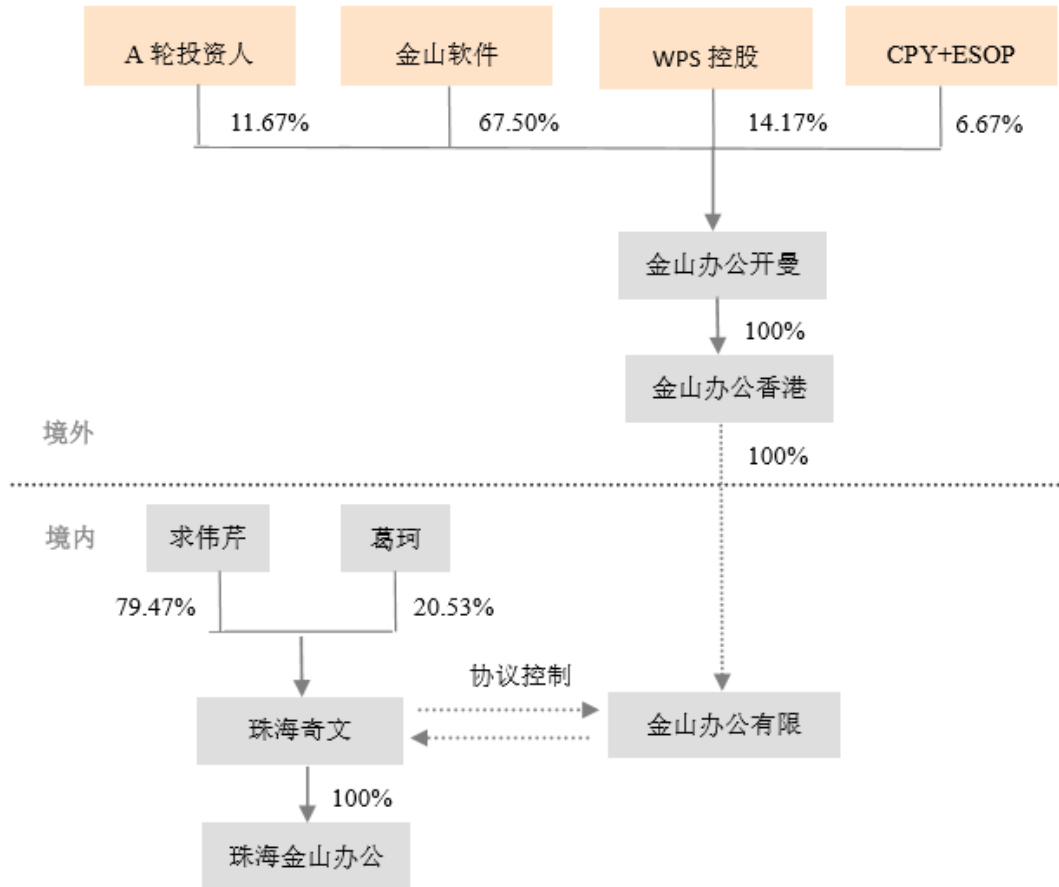 A 轮投资人
金山软件
WPS 控股
CPY+ESOP
11.67%
67.50%
14.17%
6.67%
金山办公开曼
100%
金山办公香港
境外
100%
境内
求伟芹
葛珂
79.47%
20.53%
协议控制
珠海奇文
金山办公有限
100%
珠海金山办公